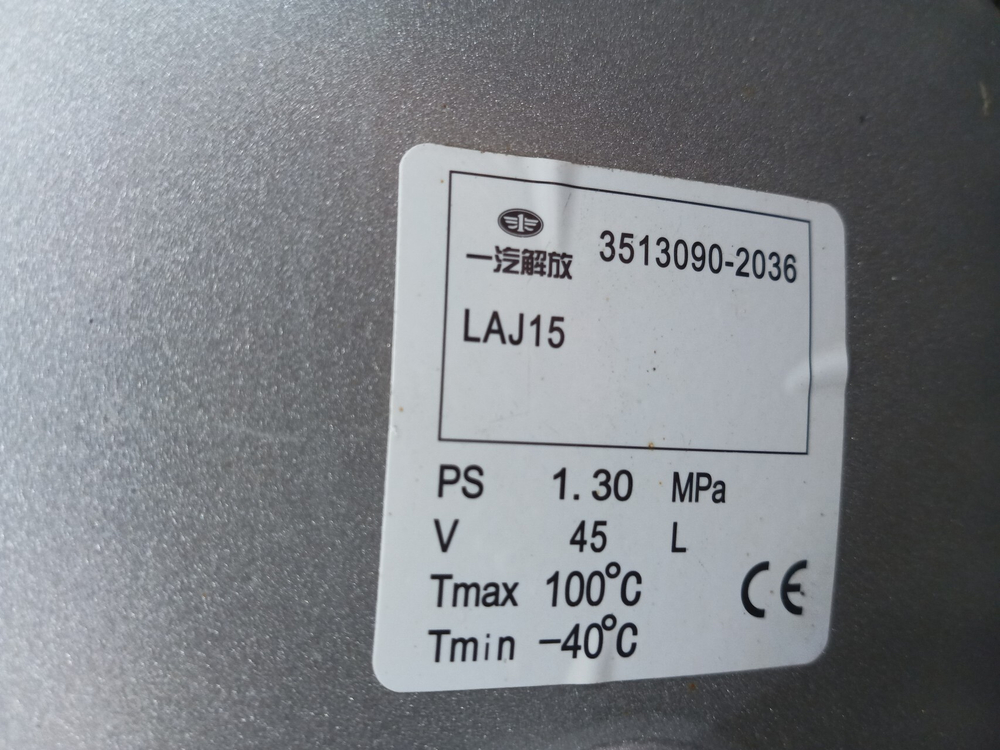 一汽解放 3513090-2036
LAJ15
PS 1.30 MPa
V 45 L
Tmax 100°C
Tmin -40°C
CE